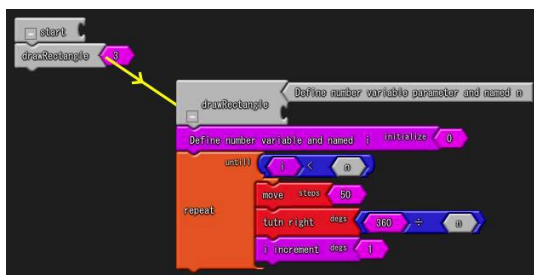 start
drawRectangle 3
Define number variable parameter and named n
drawRectangle
Define number variable and named i initialize 0
until i < n
move steps 50
repeat
tutn right degs 360 ÷ n
i increment degs 1